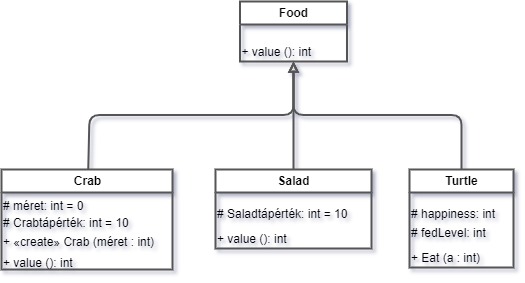 Food
+ value (): int
Crab
# méret: int = 0
# Crabtápérték: int = 10
+ «create» Crab (méret : int)
+ value (): int
Salad
# Saladtápérték: int = 10
+ value (): int
Turtle
# happiness: int
# fedLevel: int
+ Eat (a : int)